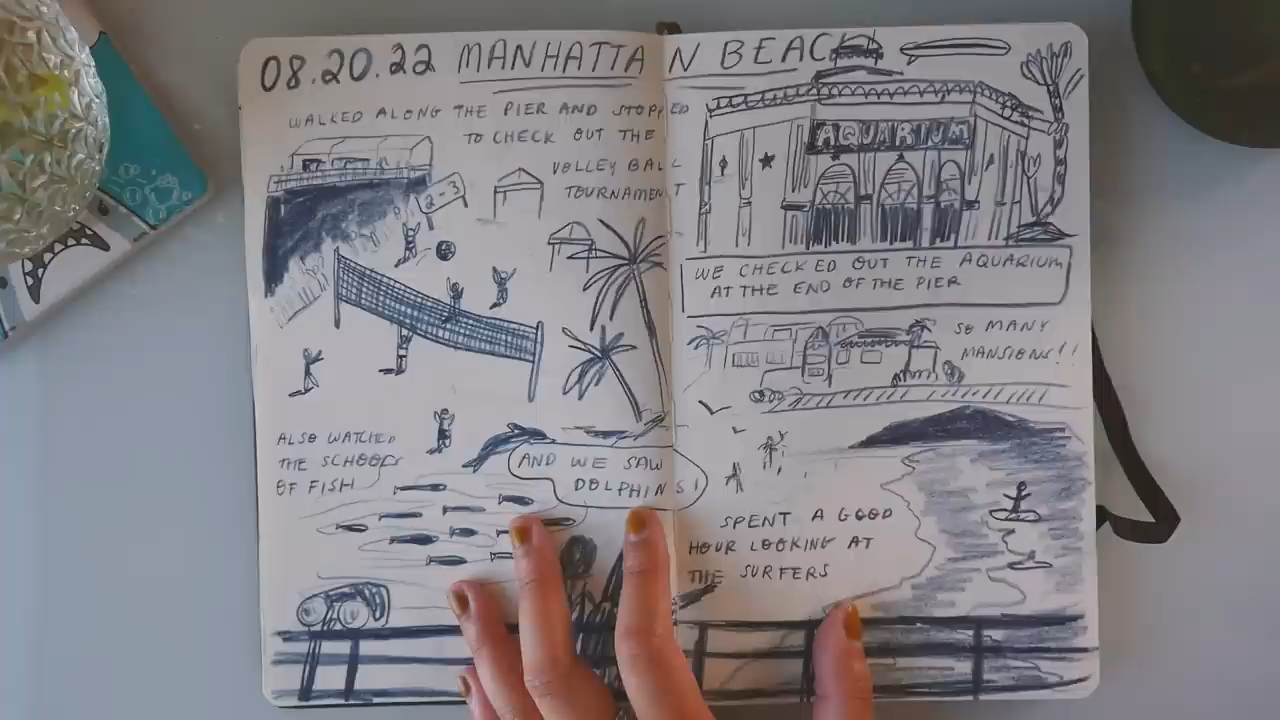 08.20.22 MANHATTAN BEACH
WALKED ALONG THE PIER AND STOPPED
TO CHECK OUT THE
VOLLEY BALL
TOURNAMENT
2-3
AQUARIUM
WE CHECKED OUT THE AQUARIUM
AT THE END OF THE PIER
SO MANY
MANSIONS!!
ALSO WATCHED
THE SCHOOLS
OF FISH
AND WE SAW
DOLPHINS!
SPENT A GOOD
HOUR LOOKING AT
THE SURFERS